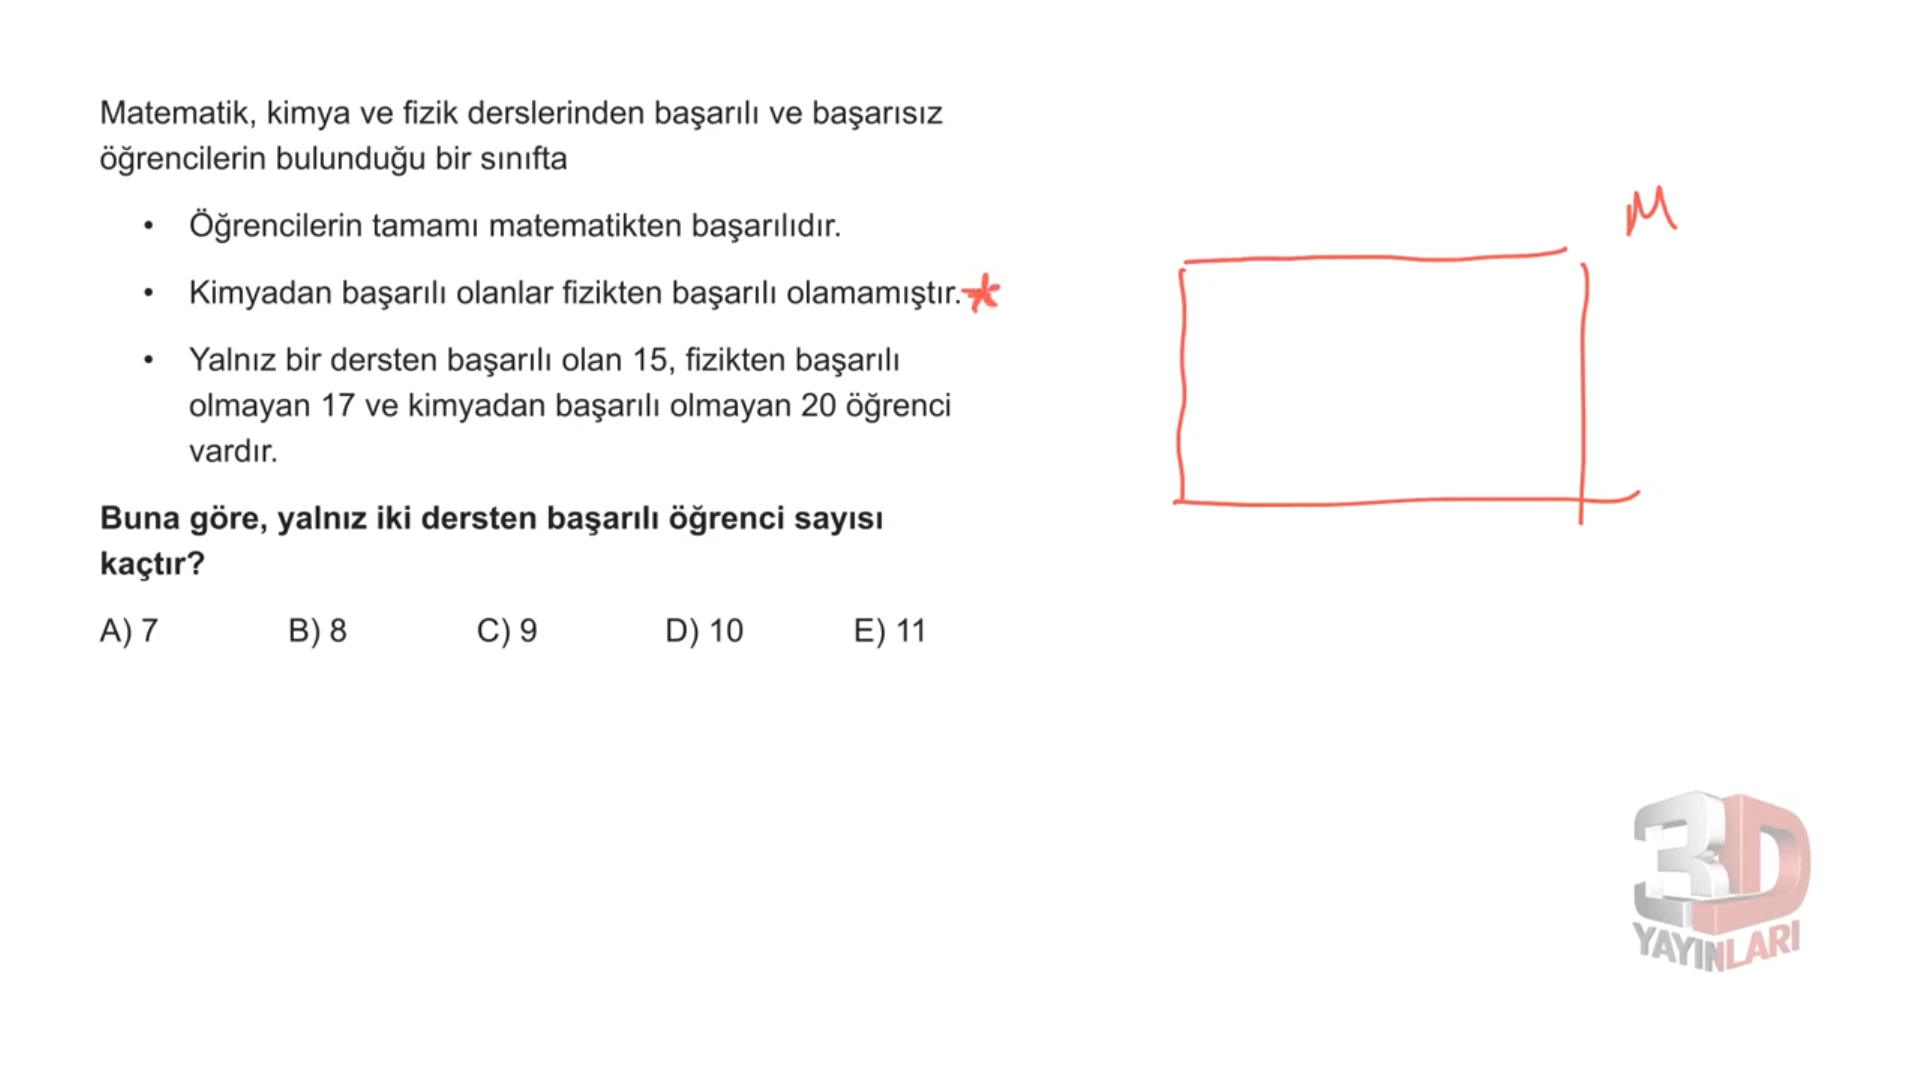 Matematik, kimya ve fizik derslerinden başarılı ve başarısız
öğrencilerin bulunduğu bir sınıfta
• Öğrencilerin tamamı matematikten başarılıdır.
• Kimyadan başarılı olanlar fizikten başarılı olamamıştır.*
• Yalnız bir dersten başarılı olan 15, fizikten başarılı
olmayan 17 ve kimyadan başarılı olmayan 20 öğrenci
vardır.
Buna göre, yalnız iki dersten başarılı öğrenci sayısı
kaçtır?
A) 7 B) 8 C) 9 D) 10 E) 11
M
3D
YAYINLARI